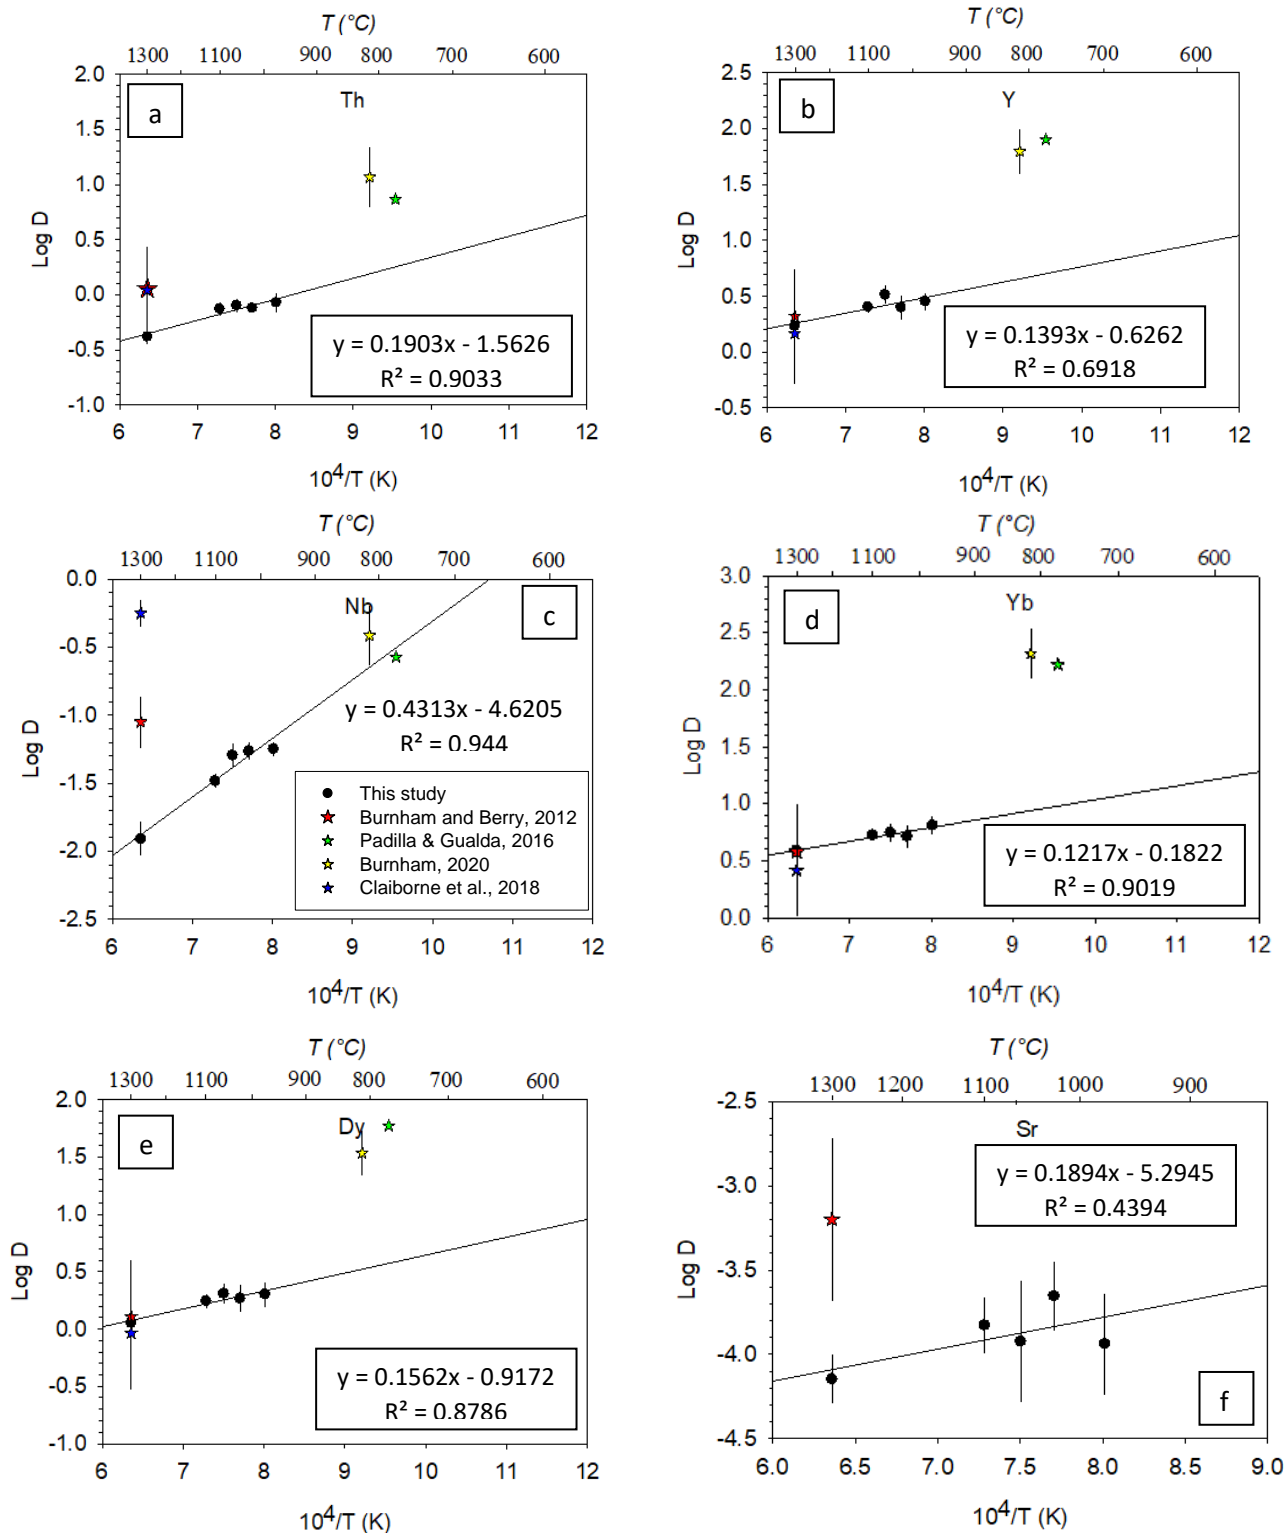 T (°C)
1300 1100 900 800 700 600
2.0
1.5
1.0
0.5
0.0
-0.5
-1.0
Log D
a
Th
y = 0.1903x - 1.5626
R² = 0.9033
6 7 8 9 10 11 12
10⁴/T (K)
T (°C)
1300 1100 900 800 700 600
2.5
2.0
1.5
1.0
0.5
0.0
-0.5
Log D
b
Y
y = 0.1393x - 0.6262
R² = 0.6918
6 7 8 9 10 11 12
10⁴/T (K)
T (°C)
1300 1100 900 800 700 600
0.0
-0.5
-1.0
-1.5
-2.0
-2.5
Log D
Nb
c
y = 0.4313x - 4.6205
R² = 0.944
This study
Burnham and Berry, 2012
Padilla & Gualda, 2016
Burnham, 2020
Claiborne et al., 2018
6 7 8 9 10 11 12
10⁴/T (K)
T (°C)
1300 1100 900 800 700 600
3.0
2.5
2.0
1.5
1.0
0.5
0.0
Log D
d
Yb
y = 0.1217x - 0.1822
R² = 0.9019
6 7 8 9 10 11 12
10⁴/T (K)
T (°C)
1300 1100 900 800 700 600
2.0
1.5
1.0
0.5
0.0
-0.5
-1.0
Log D
e
Dy
y = 0.1562x - 0.9172
R² = 0.8786
6 7 8 9 10 11 12
10⁴/T (K)
T (°C)
1300 1200 1100 1000 900
-2.5
-3.0
-3.5
-4.0
-4.5
Log D
Sr
y = 0.1894x - 5.2945
R² = 0.4394
f
6.0 6.5 7.0 7.5 8.0 8.5 9.0
10⁴/T (K)